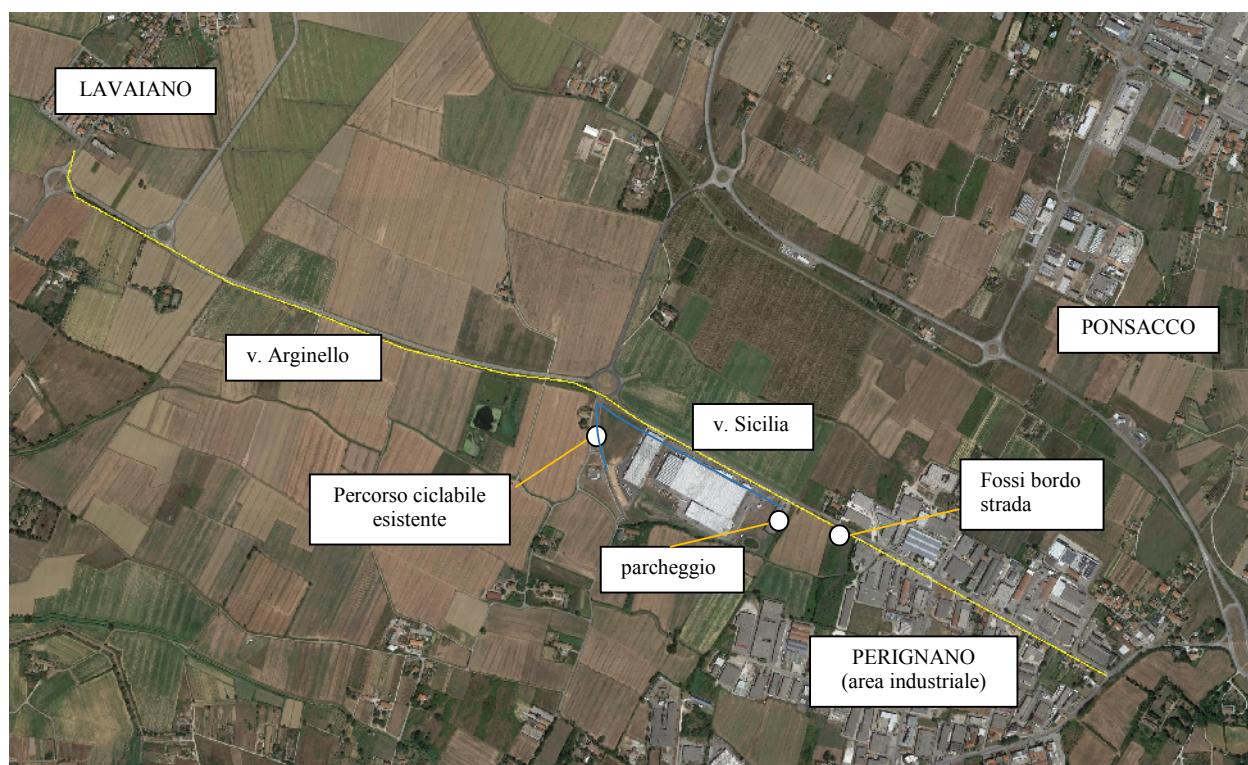 LAVAIANO
PONSACCO
v. Arginello
v. Sicilia
Percorso ciclabile
esistente
Fossi bordo
strada
parcheggio
PERIGNANO
(area industriale)